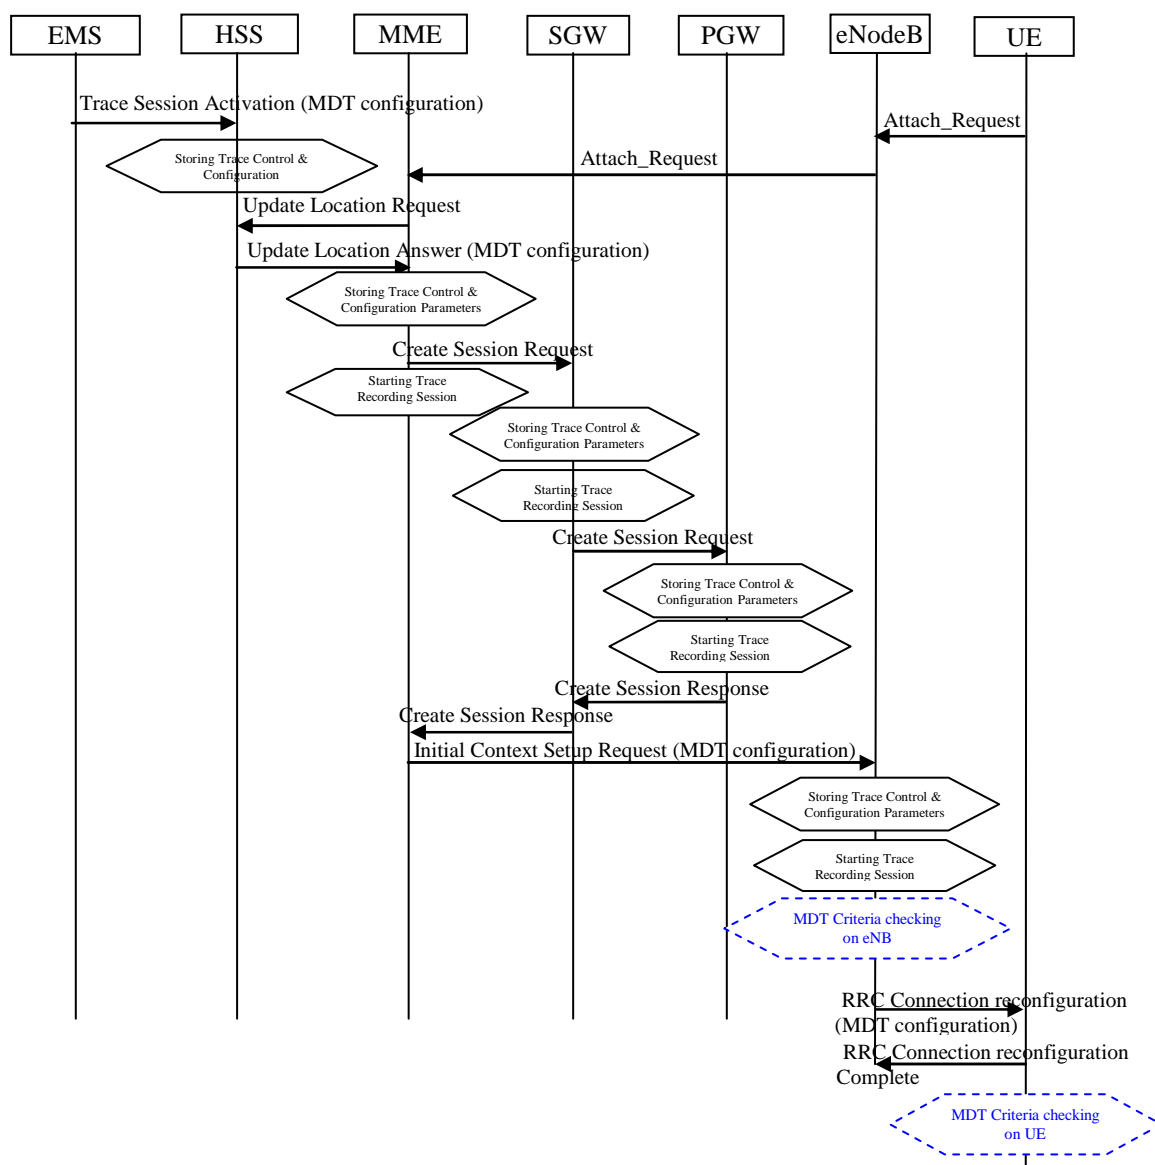 EMS
HSS
MME
SGW
PGW
eNodeB
UE
Trace Session Activation (MDT configuration)
Attach_Request
Storing Trace Control &
Configuration
Attach_Request
Update Location Request
Update Location Answer (MDT configuration)
Storing Trace Control &
Configuration Parameters
Create Session Request
Starting Trace
Recording Session
Storing Trace Control &
Configuration Parameters
Starting Trace
Recording Session
Create Session Request
Storing Trace Control &
Configuration Parameters
Starting Trace
Recording Session
Create Session Response
Create Session Response
Initial Context Setup Request (MDT configuration)
Storing Trace Control &
Configuration Parameters
Starting Trace
Recording Session
MDT Criteria checking
on eNB
RRC Connection reconfiguration
(MDT configuration)
RRC Connection reconfiguration
Complete
MDT Criteria checking
on UE